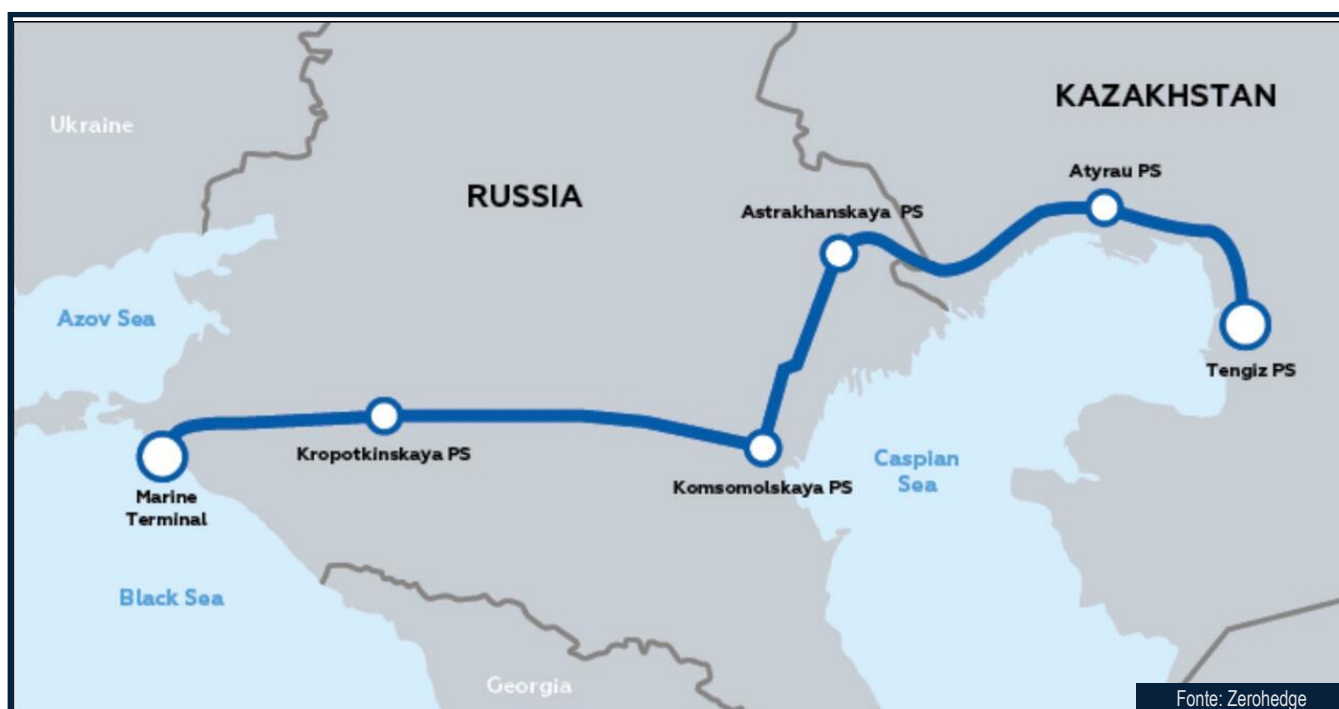 KAZAKHSTAN
Ukraine
Atyrau PS
RUSSIA
Astrakhanskaya PS
Azov Sea
Tengiz PS
Kropotkinskaya PS
Caspian
Sea
Komsomolskaya PS
Marine
Terminal
Black Sea
Georgia
Fonte: Zerohedge